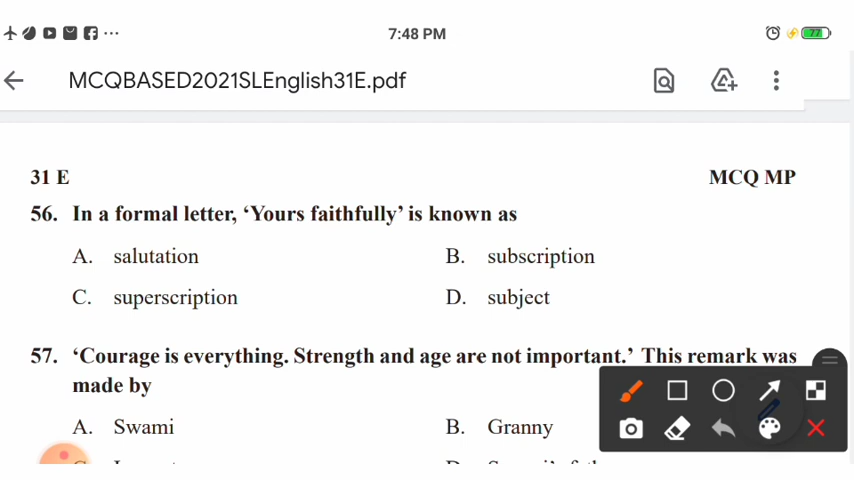 7:48 PM
77
MCQBASED2021SLEnglish31E.pdf
31 E MCQ MP
56. In a formal letter, ‘Yours faithfully’ is known as
A. salutation B. subscription
C. superscription D. subject
57. ‘Courage is everything. Strength and age are not important.’ This remark was
made by
A. Swami B. Granny